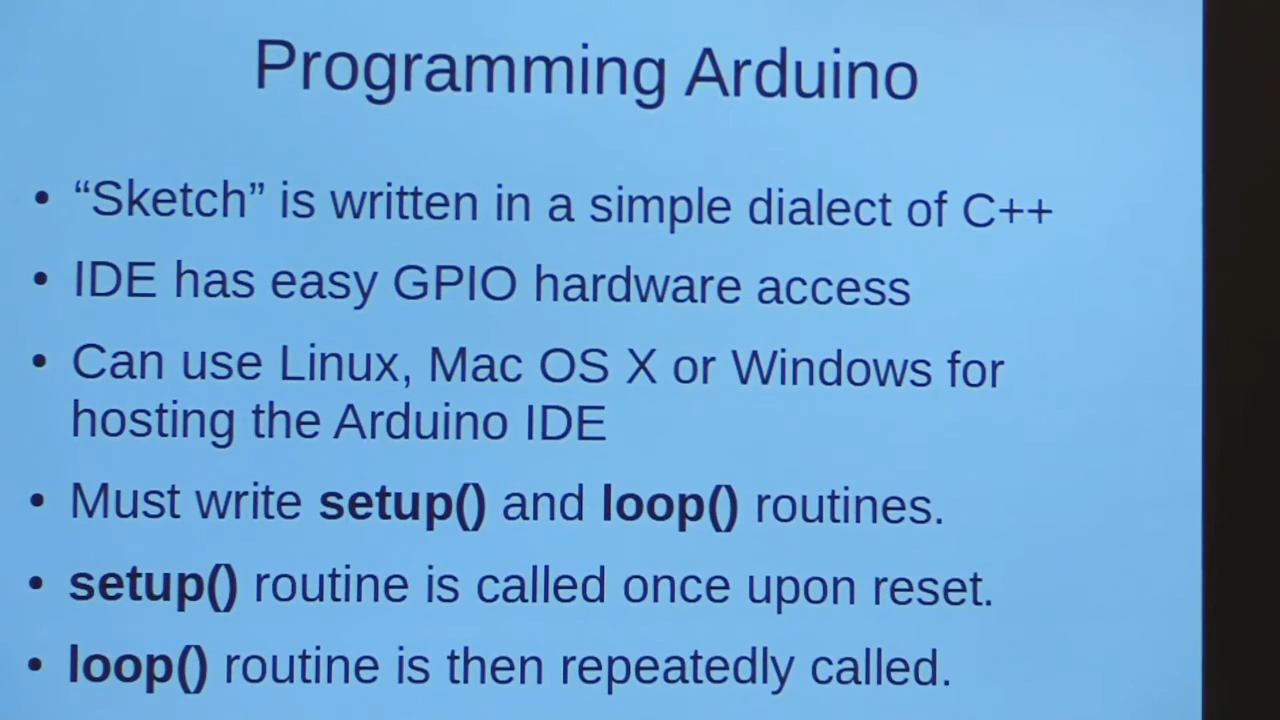 Programming Arduino
• “Sketch” is written in a simple dialect of C++
• IDE has easy GPIO hardware access
• Can use Linux, Mac OS X or Windows for
hosting the Arduino IDE
• Must write setup() and loop() routines.
• setup() routine is called once upon reset.
• loop() routine is then repeatedly called.